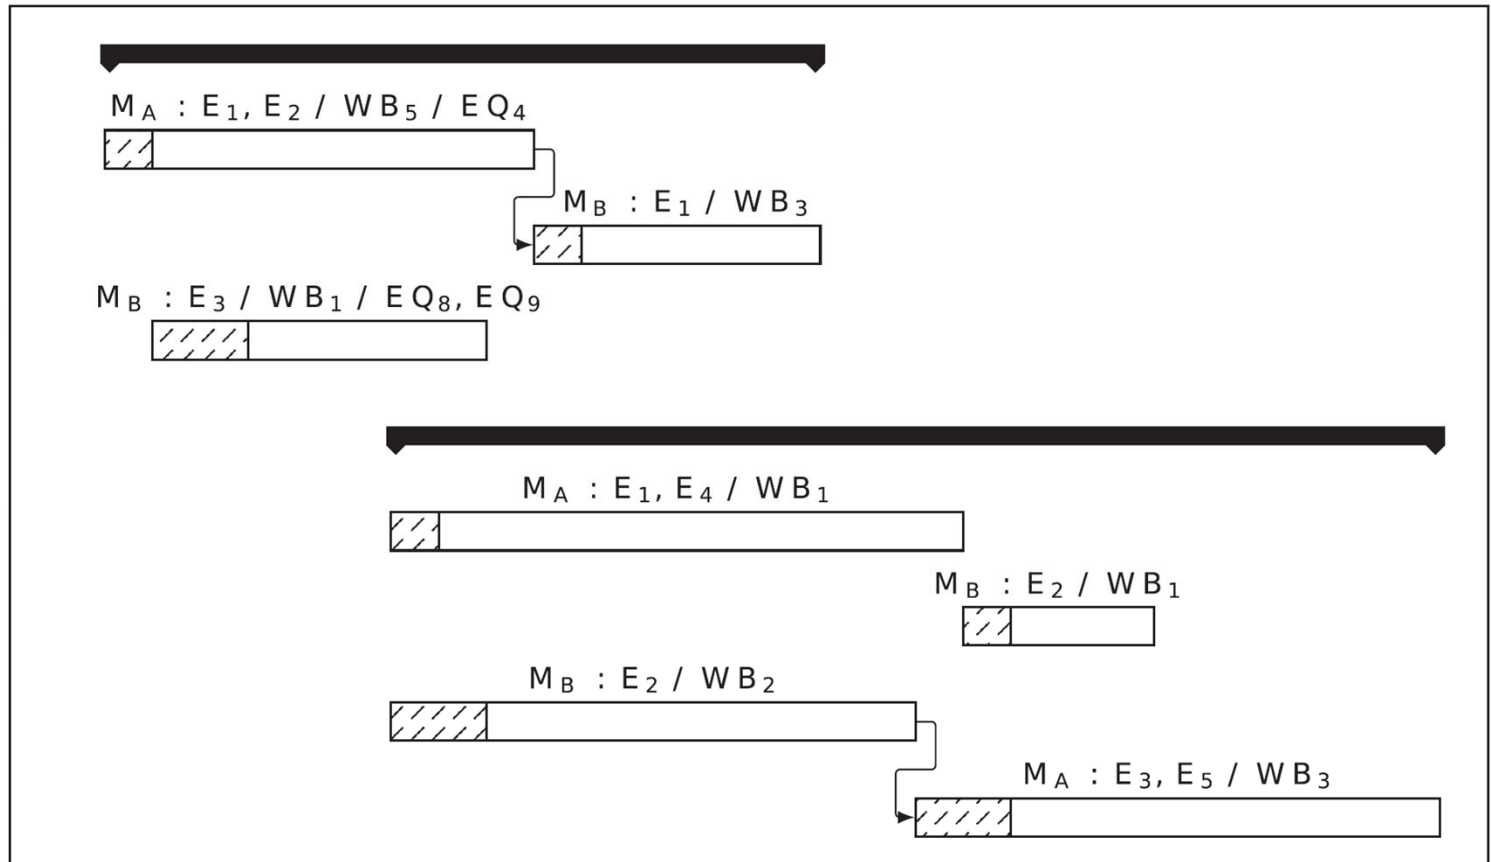 M_A : E_1, E_2 / WB_5 / EQ_4
M_B : E_1 / WB_3
M_B : E_3 / WB_1 / EQ_8, EQ_9
M_A : E_1, E_4 / WB_1
M_B : E_2 / WB_1
M_B : E_2 / WB_2
M_A : E_3, E_5 / WB_3